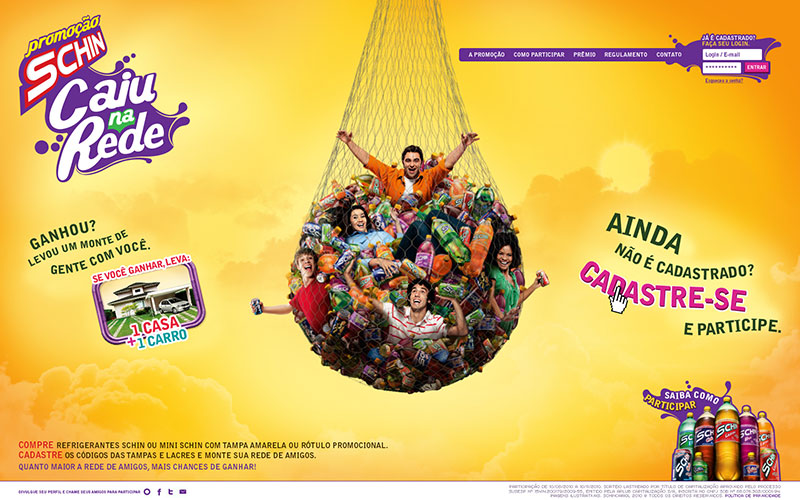 promoção
SCHIN
Caiu
na
Rede
A PROMOÇÃO
COMO PARTICIPAR
PRÊMIO
REGULAMENTO
CONTATO
JÁ É CADASTRADO?
FAÇA SEU LOGIN.
Login / E-mail
ENTRAR
Esqueceu a senha?
GANHOU?
LEVOU UM MONTE DE
GENTE COM VOCÊ.
SE VOCÊ GANHAR, LEVA:
1 CASA
+1 CARRO
AINDA
NÃO É CADASTRADO?
CADASTRE-SE
E PARTICIPE.
SAIBA COMO
PARTICIPAR
COMPRE REFRIGERANTES SCHIN OU MINI SCHIN COM TAMPA AMARELA OU RÓTULO PROMOCIONAL.
CADASTRE OS CÓDIGOS DAS TAMPAS E LACRES E MONTE SUA REDE DE AMIGOS.
QUANTO MAIOR A REDE DE AMIGOS, MAIS CHANCES DE GANHAR!
DIVULGUE SEU PERFIL E CHAME SEUS AMIGOS PARA PARTICIPAR
POLÍTICA DE PRIVACIDADE